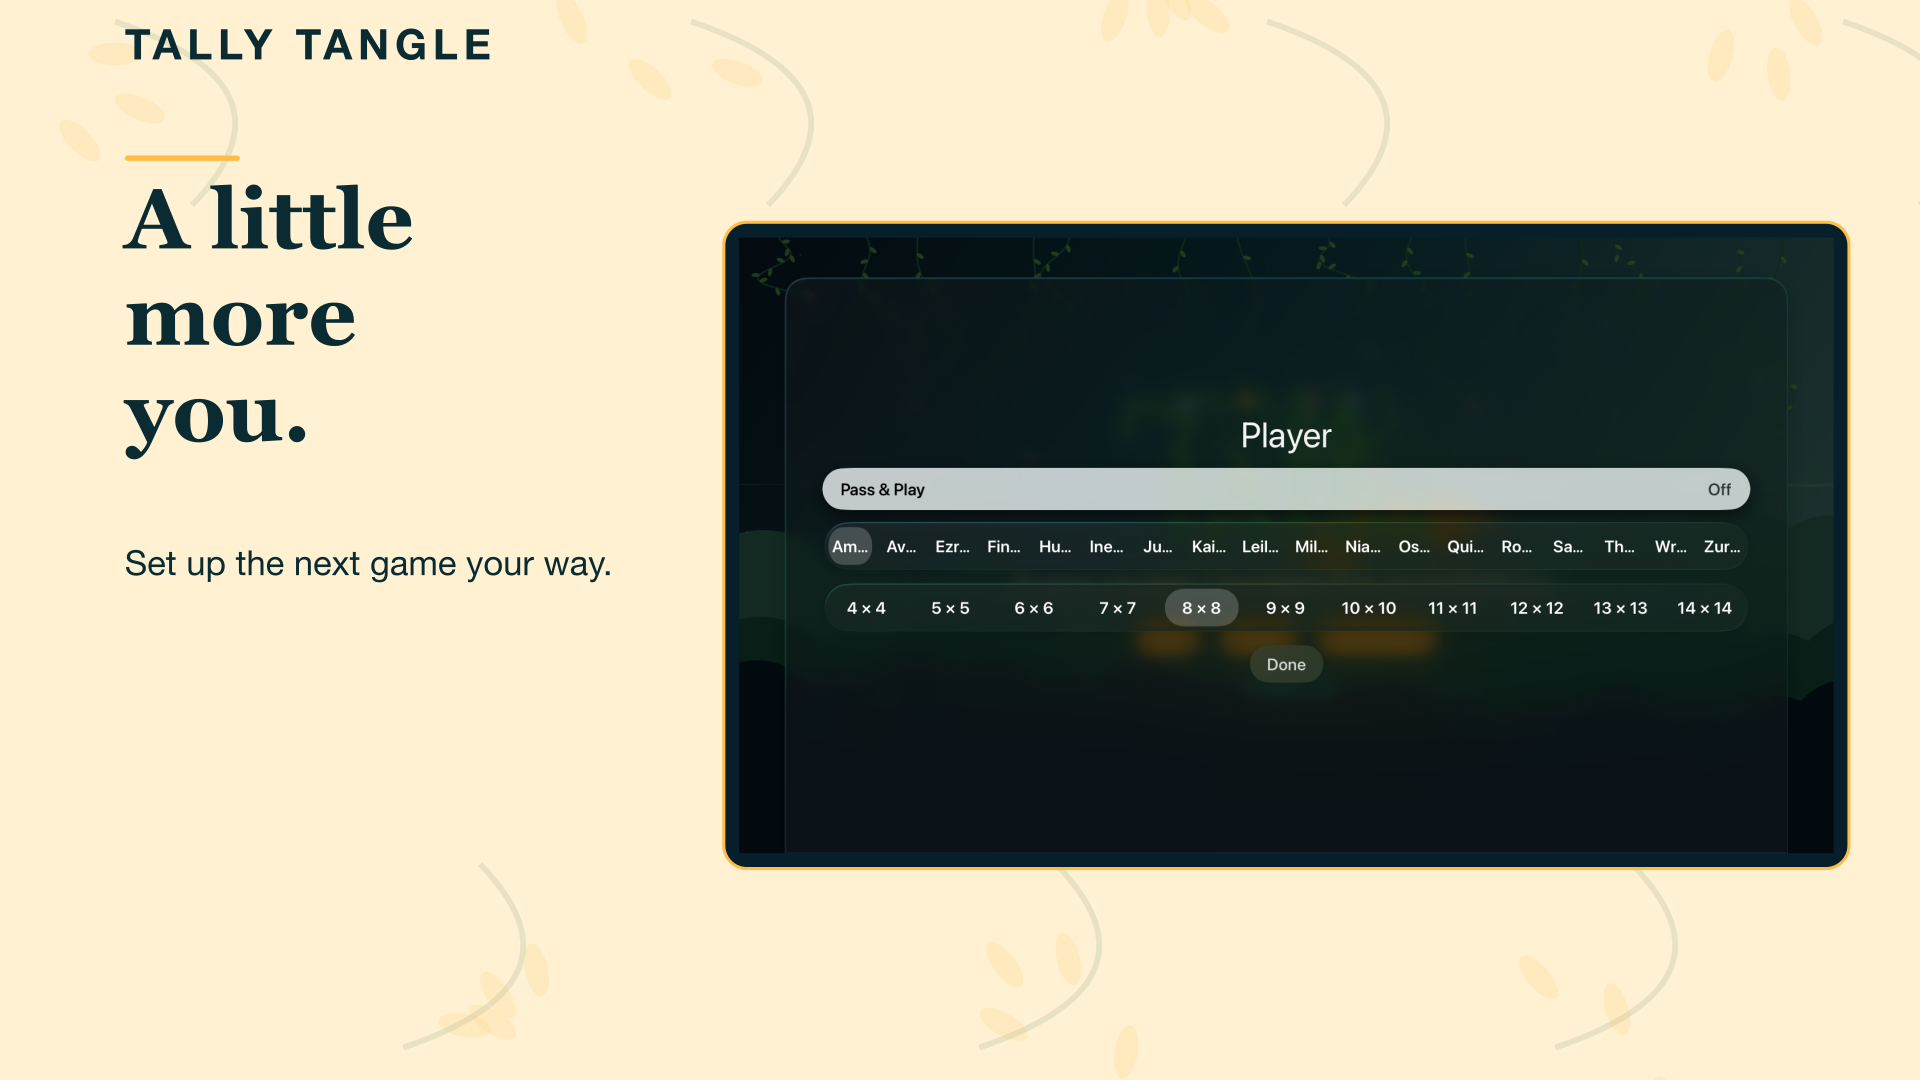 TALLY TANGLE
A little
more
you.
Set up the next game your way.
Player
Pass & Play Off
Am... Av... Ezr... Fin... Hu... Ine... Ju... Kai... Leil... Mil... Nia... Os... Qui... Ro... Sa... Th... Wr... Zur...
4 × 4 5 × 5 6 × 6 7 × 7 8 × 8 9 × 9 10 × 10 11 × 11 12 × 12 13 × 13 14 × 14
Done